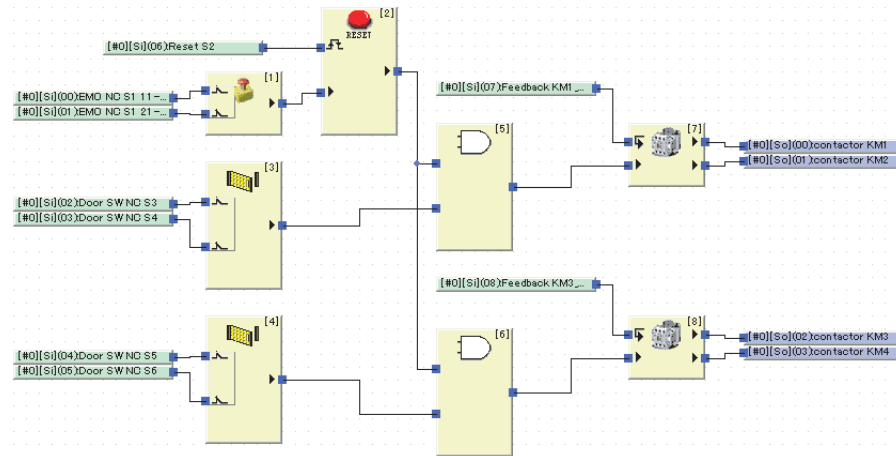 [2]
RESET
[#0][Si](06):Reset S2
[1]
[#0][Si](00):EMO NC S1 11-...
[#0][Si](01):EMO NC S1 21-...
[#0][Si](07):Feedback KM1_...
[5]
[7]
[#0][So](00):contactor KM1
[#0][So](01):contactor KM2
[3]
[#0][Si](02):Door SW NC S3
[#0][Si](03):Door SW NC S4
[#0][Si](08):Feedback KM3_...
[4]
[6]
[8]
[#0][So](02):contactor KM3
[#0][So](03):contactor KM4
[#0][Si](04):Door SW NC S5
[#0][Si](05):Door SW NC S6